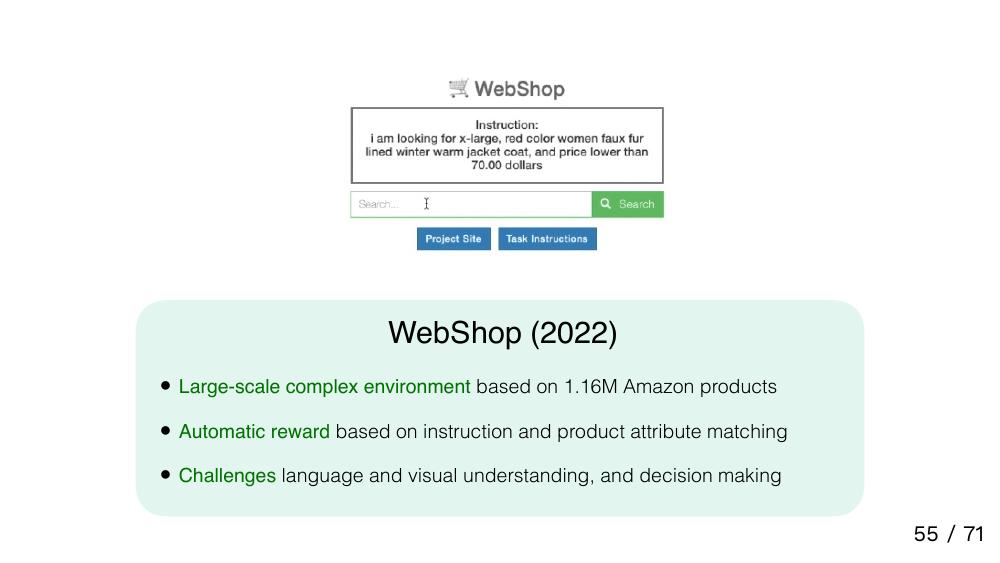 WebShop
Instruction:
i am looking for x-large, red color women faux fur
lined winter warm jacket coat, and price lower than
70.00 dollars
Search...
Search
Project Site
Task Instructions
WebShop (2022)
• Large-scale complex environment based on 1.16M Amazon products
• Automatic reward based on instruction and product attribute matching
• Challenges language and visual understanding, and decision making
55 / 71